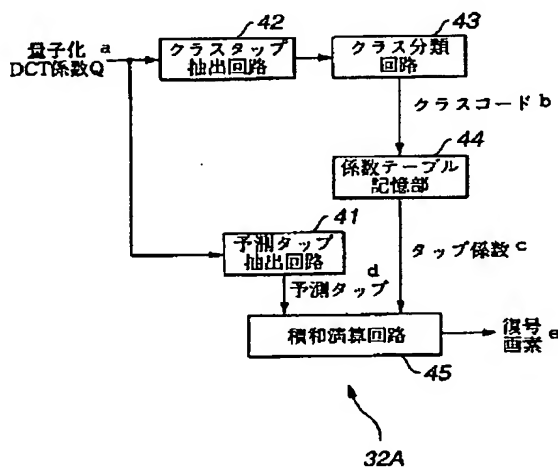 42
43
量子化 a
DCT係数Q
クラスタップ
抽出回路
クラス分類
回路
クラスコード b
44
係数テーブル
記憶部
41
予測タップ
抽出回路
タップ係数 c
d
予測タップ
積和演算回路
復号
画素 e
45
32A